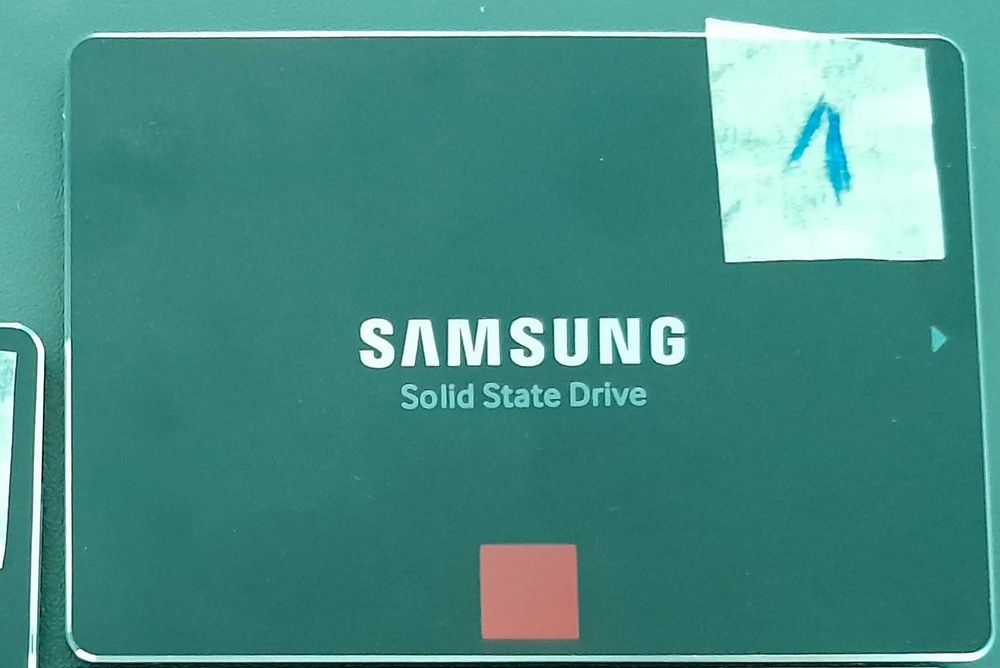 1
SAMSUNG
Solid State Drive